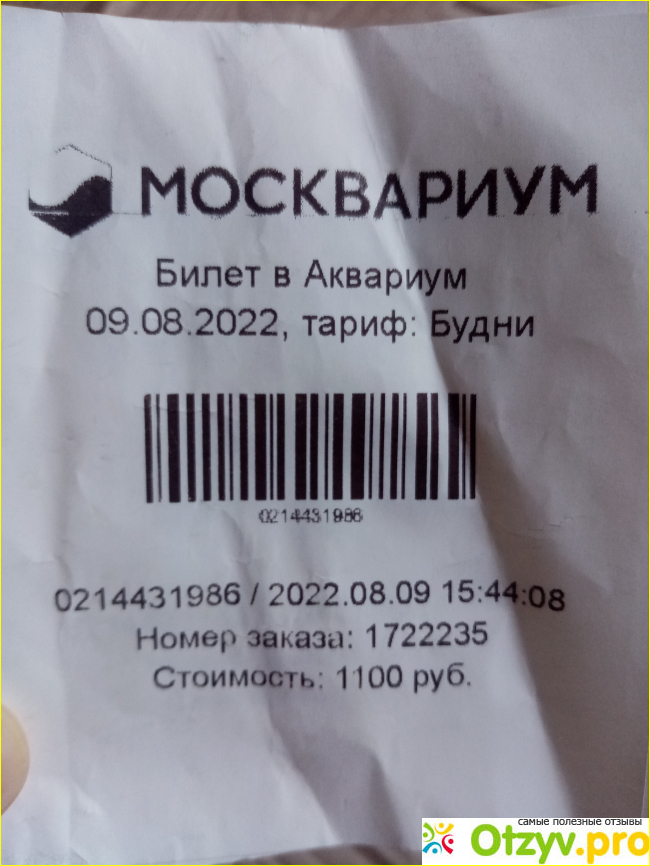 МОСКВАРИУМ
Билет в Аквариум
09.08.2022, тариф: Будни
0214431986
0214431986 / 2022.08.09 15:44:08
Номер заказа: 1722235
Стоимость: 1100 руб.
самые полезные отзывы
Otzyv.pro